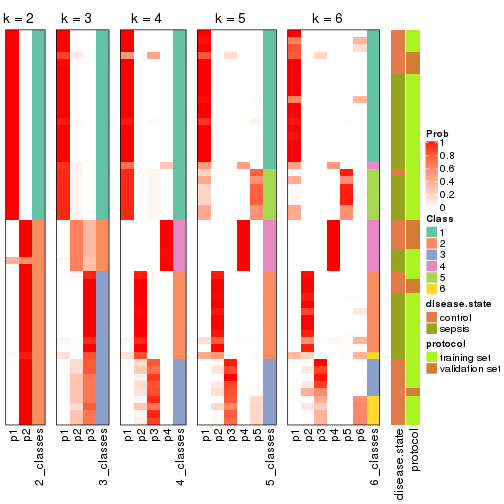 k = 2 k = 3 k = 4 k = 5 k = 6
Prob
1
0.8
0.6
0.4
0.2
0
Class
1
2
3
4
5
6
disease.state
control
sepsis
protocol
training set
validation set
p1 p2 2_classes p1 p2 p3 3_classes p1 p2 p3 p4 4_classes p1 p2 p3 p4 p5 5_classes p1 p2 p3 p4 p5 p6 6_classes disease.state protocol